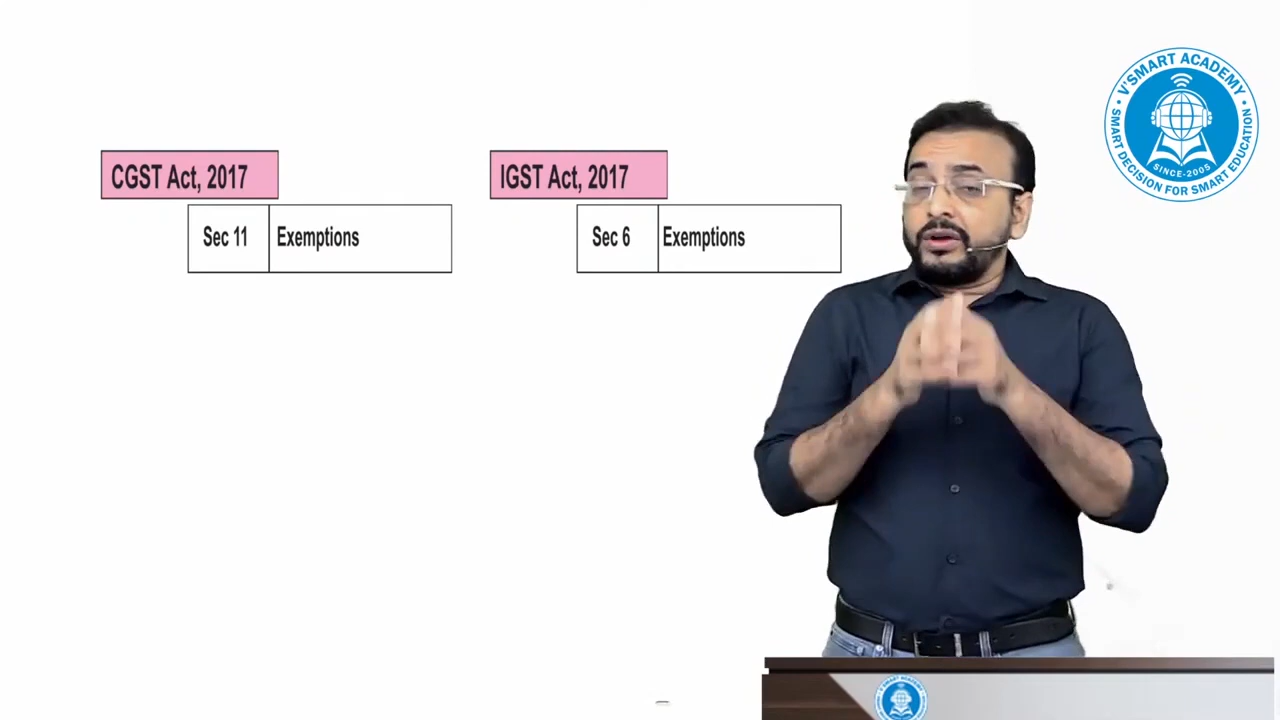 CGST Act, 2017
IGST Act, 2017
Sec 11 Exemptions
Sec 6 Exemptions
V'SMART ACADEMY
SINCE-2005
SMART DECISION FOR SMART EDUCATION